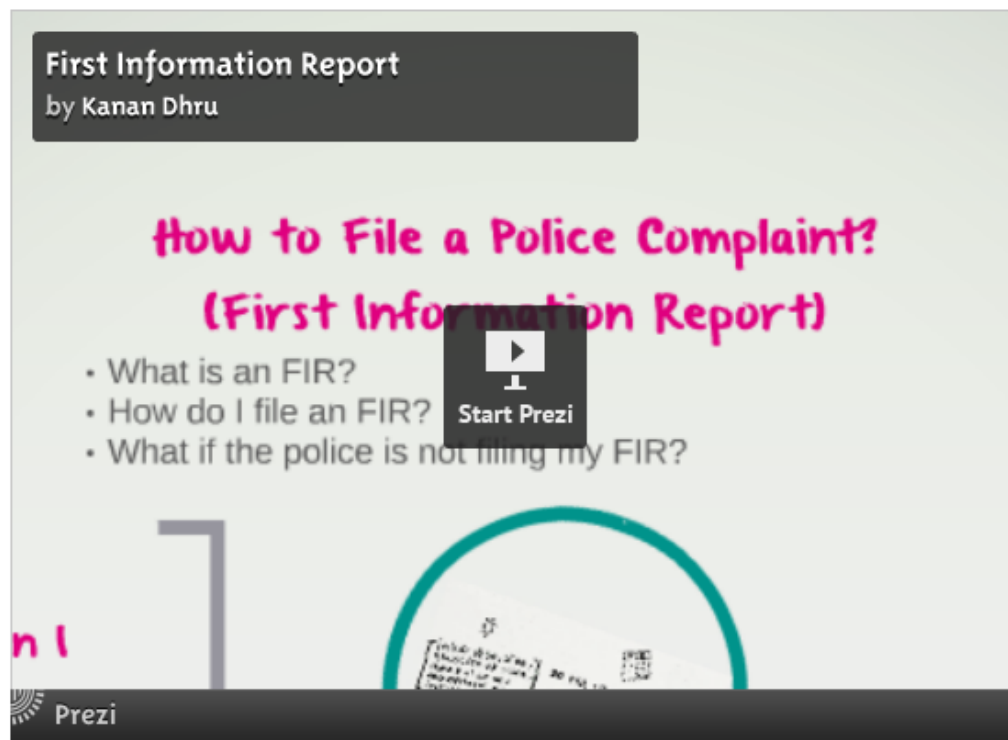 First Information Report
by Kanan Dhru
How to File a Police Complaint?
(First Information Report)
• What is an FIR?
• How do I file an FIR?
• What if the police is not filing my FIR?
Start Prezi
n I
Prezi